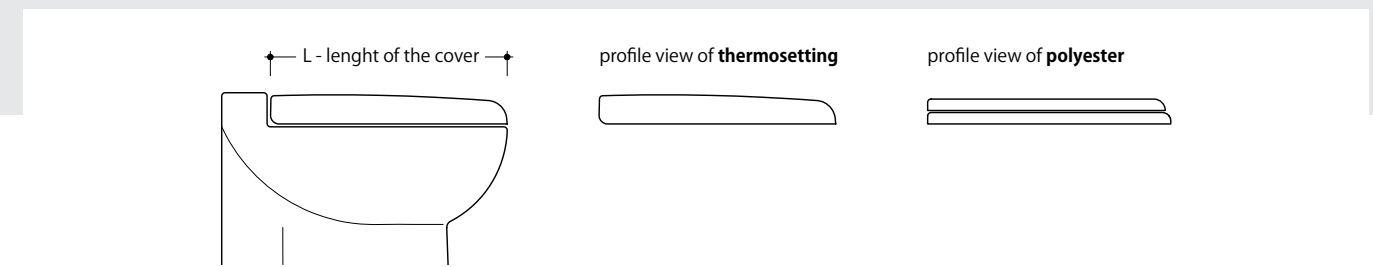 L - lenght of the cover
profile view of thermosetting
profile view of polyester